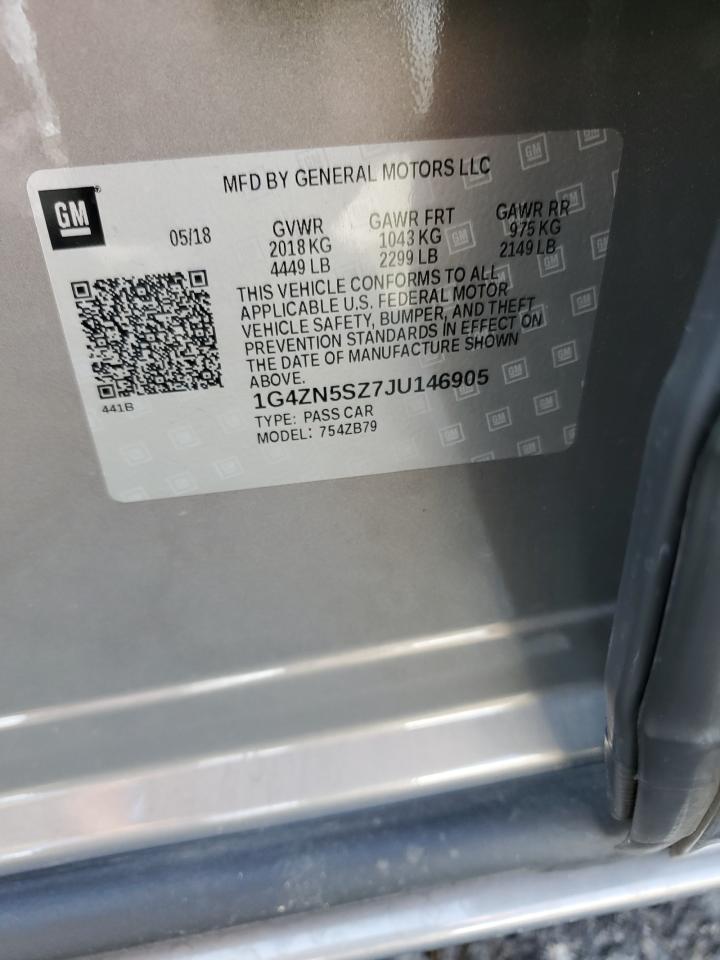 MFD BY GENERAL MOTORS LLC
GM
05/18
GVWR
2018 KG
4449 LB
GAWR FRT
1043 KG
2299 LB
GAWR RR
975 KG
2149 LB
THIS VEHICLE CONFORMS TO ALL
APPLICABLE U.S. FEDERAL MOTOR
VEHICLE SAFETY, BUMPER, AND THEFT
PREVENTION STANDARDS IN EFFECT ON
THE DATE OF MANUFACTURE SHOWN
ABOVE.
441B
1G4ZN5SZ7JU146905
TYPE: PASS CAR
MODEL: 754ZB79